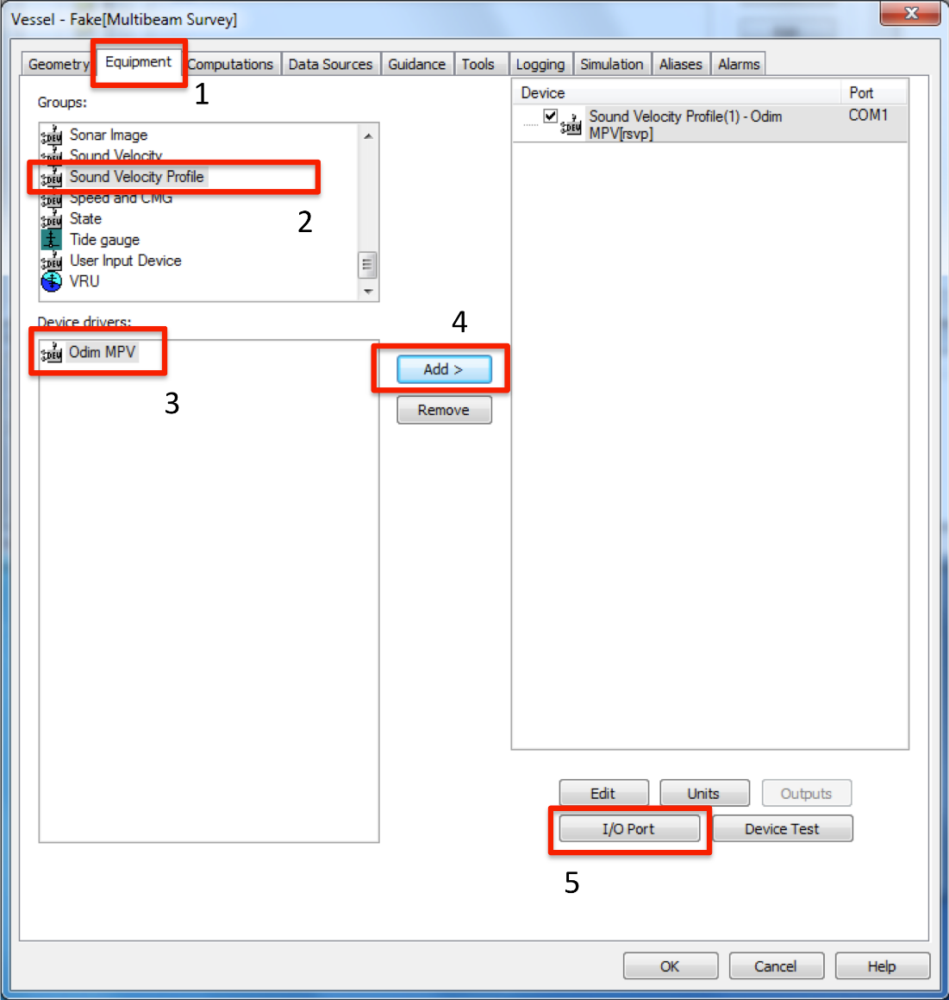 Vessel - Fake[Multibeam Survey]
Geometry Equipment Computations Data Sources Guidance Tools Logging Simulation Aliases Alarms
1
Groups:
Sonar Image
Sound Velocity
Sound Velocity Profile
Speed and CMG
State
Tide gauge
User Input Device
VRU
2
Device drivers:
Odim MPV
3
4
Add >
Remove
Device Port
Sound Velocity Profile(1) - Odim COM1
MPV[rsvp]
Edit Units Outputs
I/O Port Device Test
5
OK Cancel Help